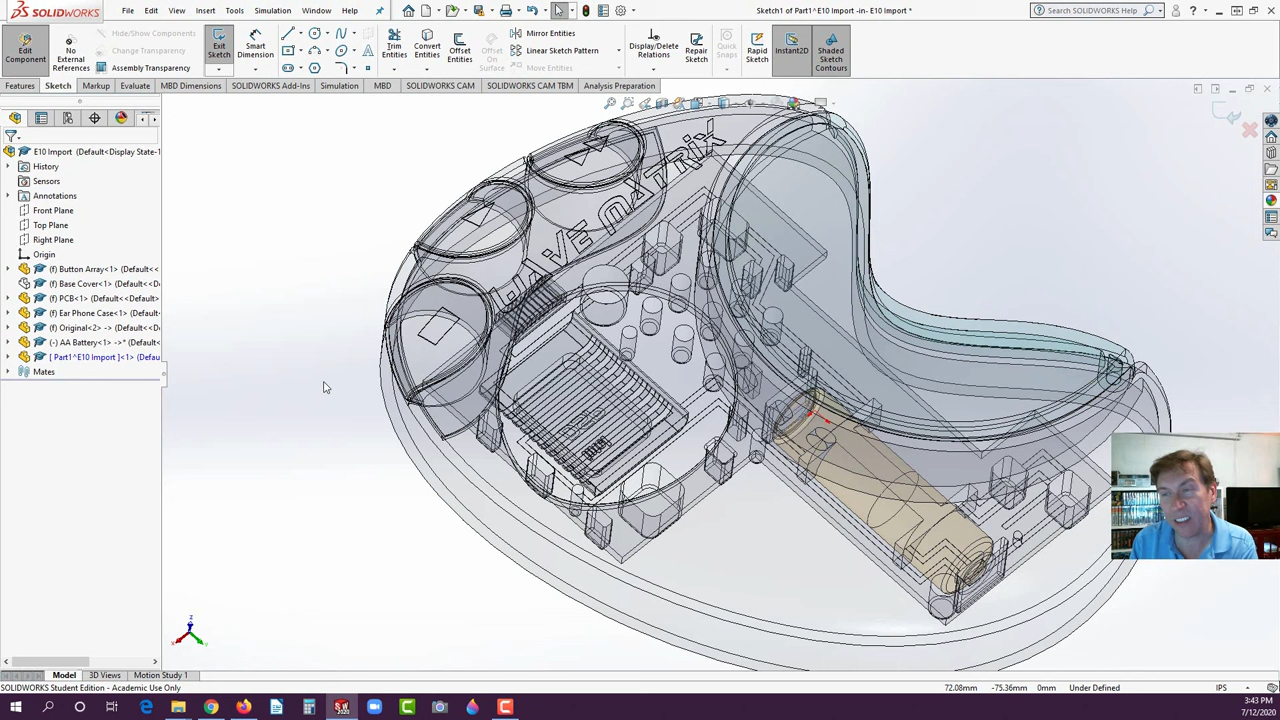 SOLIDWORKS
File
Edit
View
Insert
Tools
Simulation
Window
Help
Sketch1 of Part1^E10 Import -in- E10 Import *
Search SOLIDWORKS Help
Edit Component
No External References
Hide/Show Components
Change Transparency
Assembly Transparency
Exit Sketch
Smart Dimension
Trim Entities
Convert Entities
Offset Entities
Offset On Surface
Mirror Entities
Linear Sketch Pattern
Move Entities
Display/Delete Relations
Repair Sketch
Quick Snaps
Rapid Sketch
Instant2D
Shaded Sketch Contours
Features
Sketch
Markup
Evaluate
MBD Dimensions
SOLIDWORKS Add-Ins
Simulation
MBD
SOLIDWORKS CAM
SOLIDWORKS CAM TBM
Analysis Preparation
E10 Import (Default<Display State-1
History
Sensors
Annotations
Front Plane
Top Plane
Right Plane
Origin
(f) Button Array<1> (Default<<
(f) Base Cover<1> (Default<<
(f) PCB<1> (Default<<
(f) Ear Phone Case<1> (Default<
(f) Original<2> -> (Default<<
(-) AA Battery<1> ->* (Default<
[ Part1^E10 Import ]<1> (Defau
Mates
WAVE MATRIX
Model
3D Views
Motion Study 1
SOLIDWORKS Student Edition - Academic Use Only
72.08mm
-75.36mm
0mm
Under Defined
IPS
3:43 PM
7/12/2020